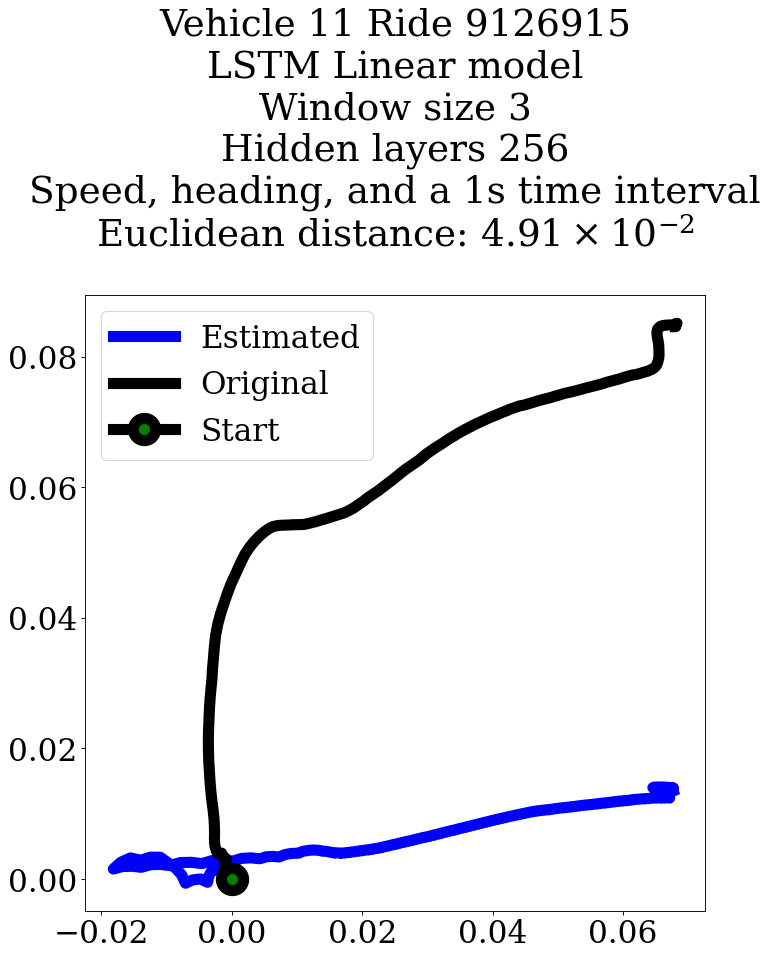 Vehicle 11 Ride 9126915
LSTM Linear model
Window size 3
Hidden layers 256
Speed, heading, and a 1s time interval
Euclidean distance: 4.91 × 10⁻²
Estimated
Original
Start
0.08
0.06
0.04
0.02
0.00
−0.02 0.00 0.02 0.04 0.06